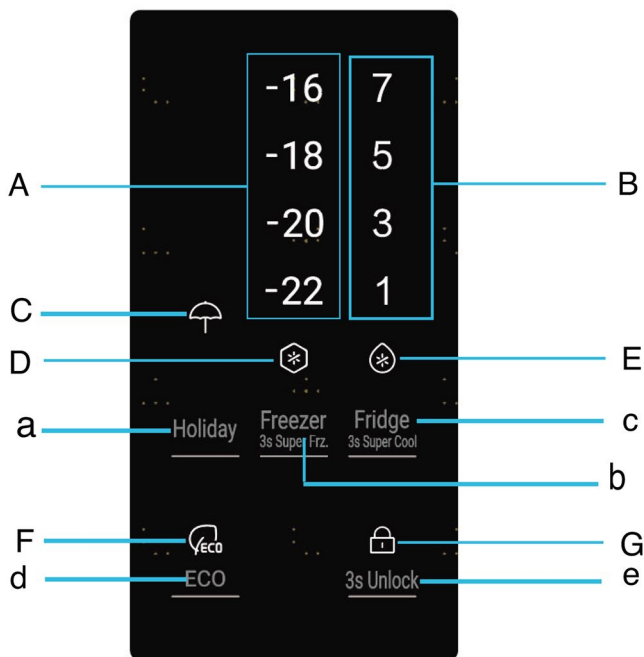 -16 7
A -18 5 B
-20 3
-22 1
C
D E
a Holiday Freezer Fridge c
3s Super Frz. 3s Super Cool
b
F ECO G
d ECO 3s Unlock e